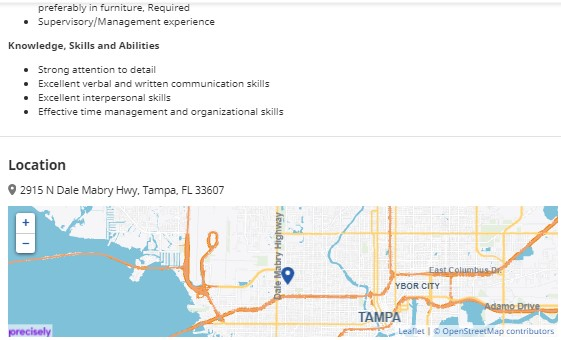 preferably in furniture, Required
• Supervisory/Management experience
Knowledge, Skills and Abilities
• Strong attention to detail
• Excellent verbal and written communication skills
• Excellent interpersonal skills
• Effective time management and organizational skills
Location
2915 N Dale Mabry Hwy, Tampa, FL 33607
+
−
Dale Mabry Highway
East Columbus Dr
YBOR CITY
Adamo Drive
TAMPA
precisely
Leaflet | © OpenStreetMap contributors